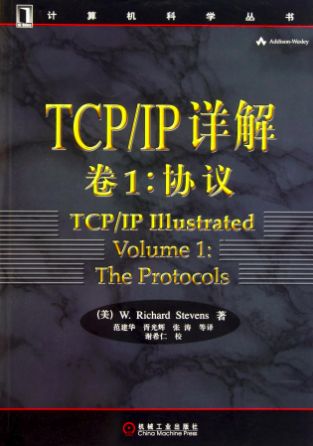 计算机科学丛书
Addison-Wesley
TCP/IP 详解
卷1:协议
TCP/IP Illustrated
Volume 1:
The Protocols
(美) W. Richard Stevens 著
范建华 胥光辉 张涛 等译
谢希仁 校
机械工业出版社
China Machine Press